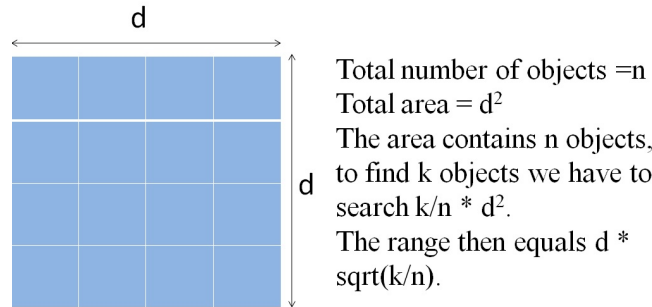 d
d
Total number of objects =n
Total area = d²
The area contains n objects,
to find k objects we have to
search k/n * d².
The range then equals d *
sqrt(k/n).